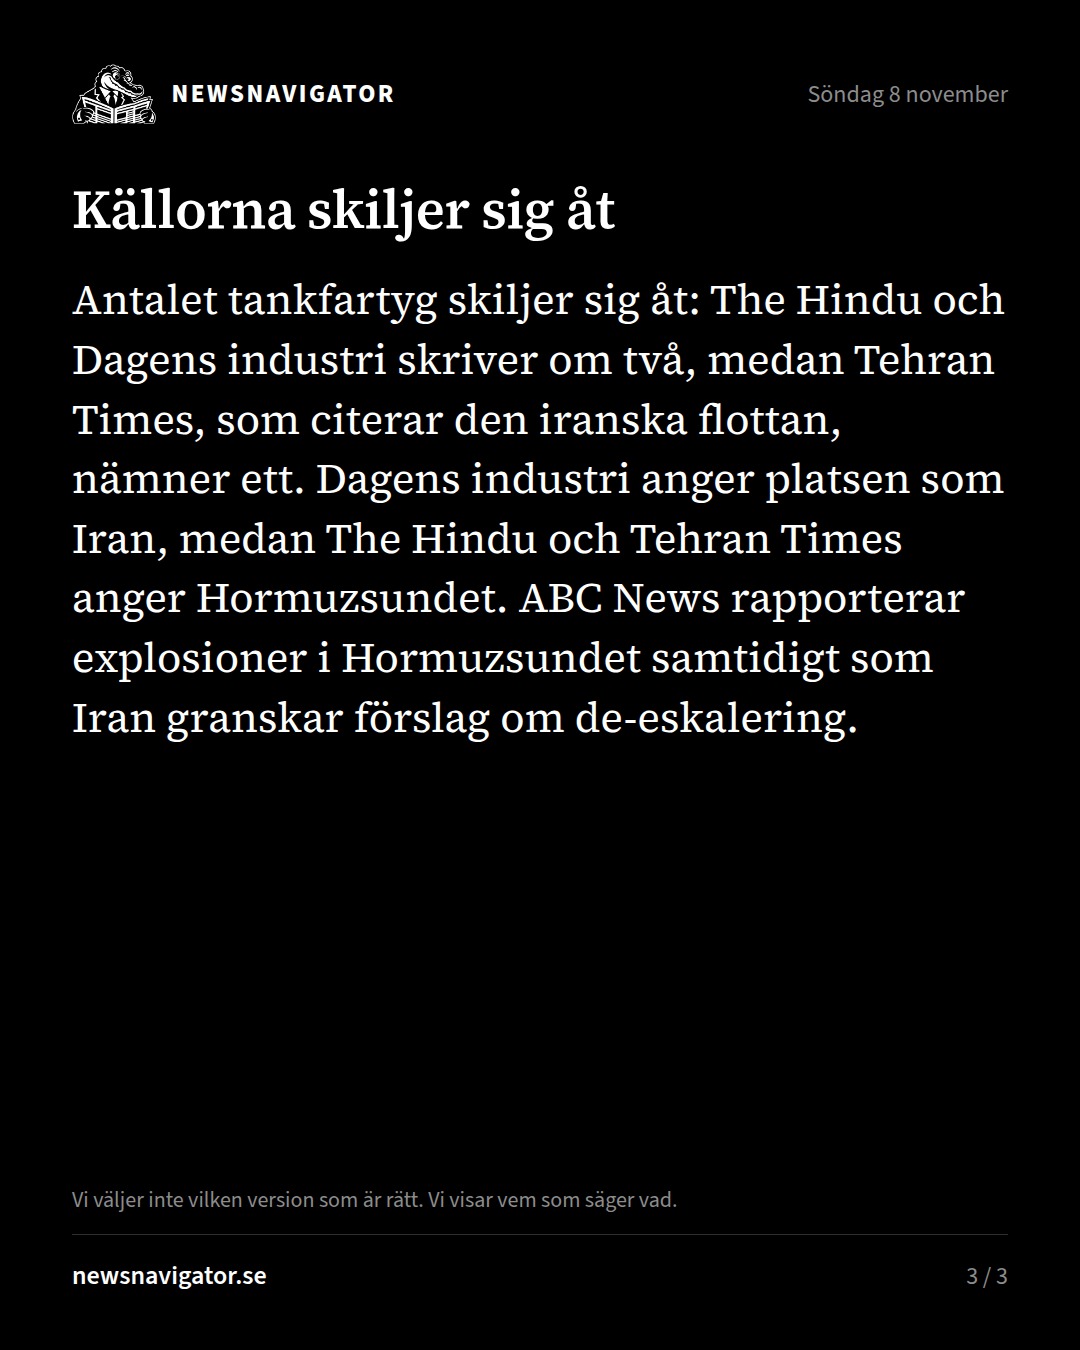 NEWSNAVIGATOR
Söndag 8 november
Källorna skiljer sig åt
Antalet tankfartyg skiljer sig åt: The Hindu och
Dagens industri skriver om två, medan Tehran
Times, som citerar den iranska flottan,
nämner ett. Dagens industri anger platsen som
Iran, medan The Hindu och Tehran Times
anger Hormuzsundet. ABC News rapporterar
explosioner i Hormuzsundet samtidigt som
Iran granskar förslag om de-eskalering.
Vi väljer inte vilken version som är rätt. Vi visar vem som säger vad.
newsnavigator.se
3 / 3